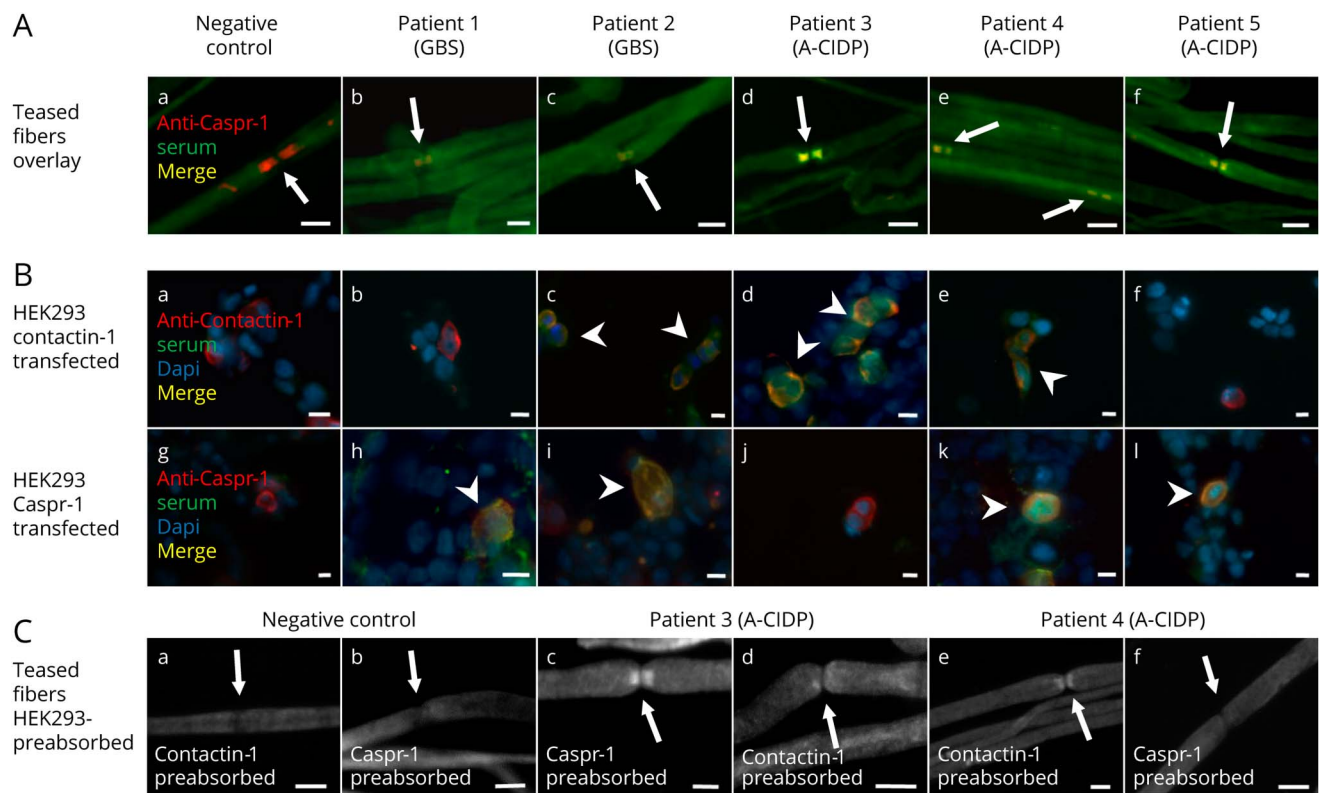 A
Negative
control
Patient 1
(GBS)
Patient 2
(GBS)
Patient 3
(A-CIDP)
Patient 4
(A-CIDP)
Patient 5
(A-CIDP)
Teased
fibers
overlay
a
Anti-Caspr-1
serum
Merge
b
c
d
e
f
B
HEK293
contactin-1
transfected
a
Anti-Contactin-1
serum
Dapi
Merge
b
c
d
e
f
HEK293
Caspr-1
transfected
g
Anti-Caspr-1
serum
Dapi
Merge
h
i
j
k
l
C
Negative control
Patient 3 (A-CIDP)
Patient 4 (A-CIDP)
Teased
fibers
HEK293-
preabsorbed
a
Contactin-1
preabsorbed
b
Caspr-1
preabsorbed
c
Caspr-1
preabsorbed
d
Contactin-1
preabsorbed
e
Contactin-1
preabsorbed
f
Caspr-1
preabsorbed